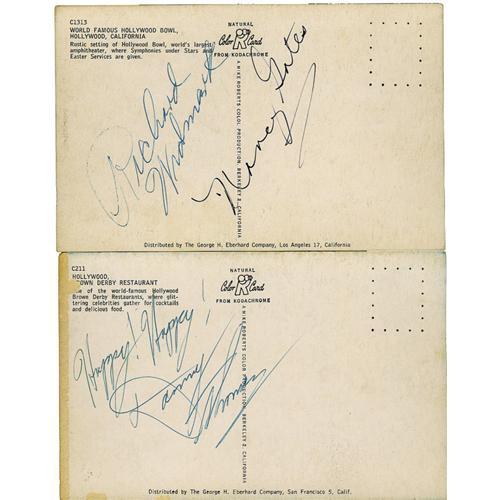 C1313
WORLD FAMOUS HOLLYWOOD BOWL,
HOLLYWOOD, CALIFORNIA
Rustic setting of Hollywood Bowl, world's largest
amphitheater, where Symphonies under Stars and
Easter Services are given.
NATURAL
Color Card
FROM KODACHROME
A MIKE ROBERTS COLOR PRODUCTION, BERKELEY 2, CALIFORNIA
Richard
Widmark
Nancy Gates
Distributed by The George H. Eberhard Company, Los Angeles 17, California
C211
HOLLYWOOD,
BROWN DERBY RESTAURANT
One of the world-famous Hollywood
Brown Derby Restaurants, where glit-
tering celebrities gather for cocktails
and delicious food.
NATURAL
Color Card
FROM KODACHROME
A MIKE ROBERTS COLOR PRODUCTION, BERKELEY 2, CALIFORNIA
Happy! Happy!
Danny Thomas
Distributed by The George H. Eberhard Company, San Francisco 5, Calif.